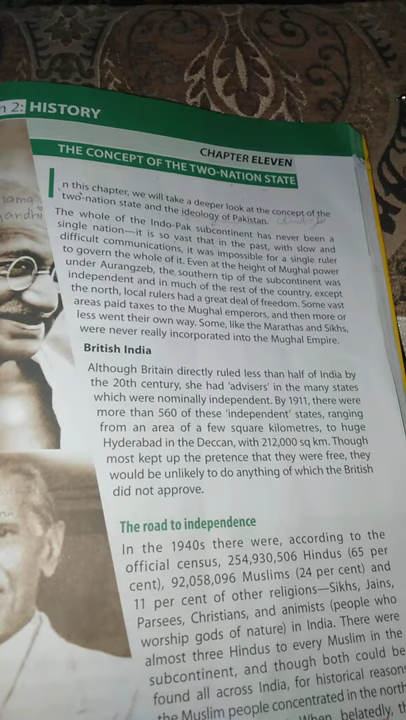 n 2: HISTORY
CHAPTER ELEVEN
THE CONCEPT OF THE TWO-NATION STATE
In this chapter, we will take a deeper look at the concept of the
two-nation state and the ideology of Pakistan.
The whole of the Indo-Pak subcontinent has never been a
single nation—it is so vast that in the past, with slow and
difficult communications, it was impossible for a single ruler
to govern the whole of it. Even at the height of Mughal power
under Aurangzeb, the southern tip of the subcontinent was
independent and in much of the rest of the country, except
the north, local rulers had a great deal of freedom. Some vast
areas paid taxes to the Mughal emperors, and then more or
less went their own way. Some, like the Marathas and Sikhs,
were never really incorporated into the Mughal Empire.
British India
Although Britain directly ruled less than half of India by
the 20th century, she had 'advisers' in the many states
which were nominally independent. By 1911, there were
more than 560 of these 'independent' states, ranging
from an area of a few square kilometres, to huge
Hyderabad in the Deccan, with 212,000 sq km. Though
most kept up the pretence that they were free, they
would be unlikely to do anything of which the British
did not approve.
The road to independence
In the 1940s there were, according to the
official census, 254,930,506 Hindus (65 per
cent), 92,058,096 Muslims (24 per cent) and
11 per cent of other religions—Sikhs, Jains,
Parsees, Christians, and animists (people who
worship gods of nature) in India. There were
almost three Hindus to every Muslim in the
subcontinent, and though both could be
found all across India, for historical reasons
the Muslim people concentrated in the north
When belatedly, th